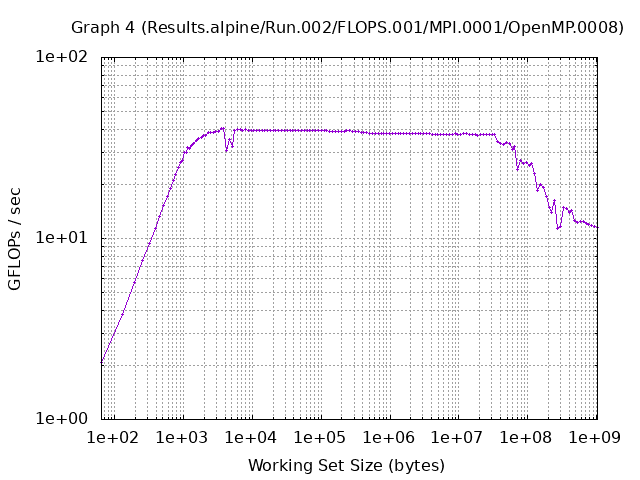 Graph 4 (Results.alpine/Run.002/FLOPS.001/MPI.0001/OpenMP.0008)
1e+02
1e+01
1e+00
GFLOPs / sec
1e+02 1e+03 1e+04 1e+05 1e+06 1e+07 1e+08 1e+09
Working Set Size (bytes)